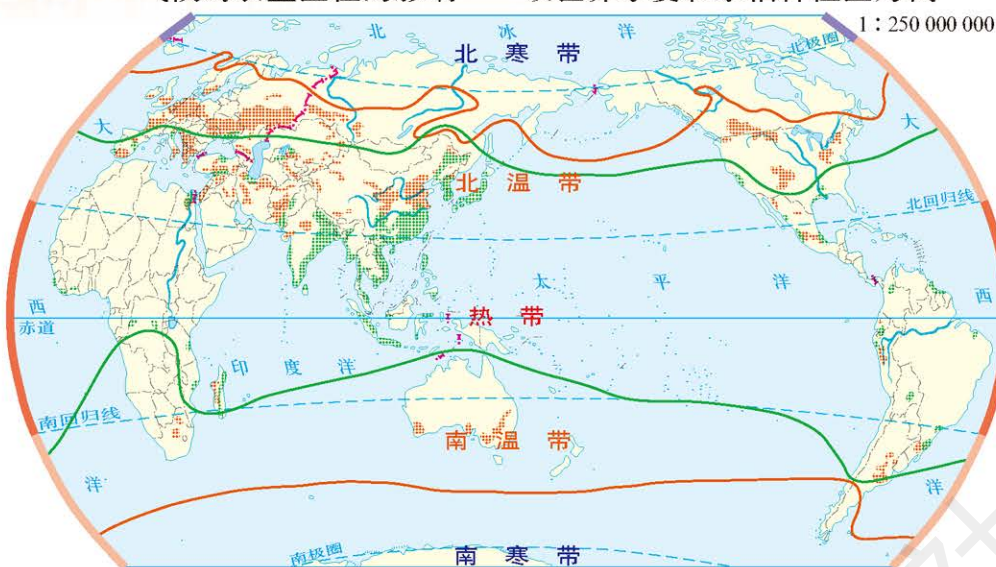 1 : 250 000 000
北 冰 洋
北极圈
北 寒 带
大
大
北 温 带
北回归线
太 平 洋
西
西
赤道
热 带
印 度 洋
南回归线
南 温 带
洋
洋
南极圈
南 寒 带